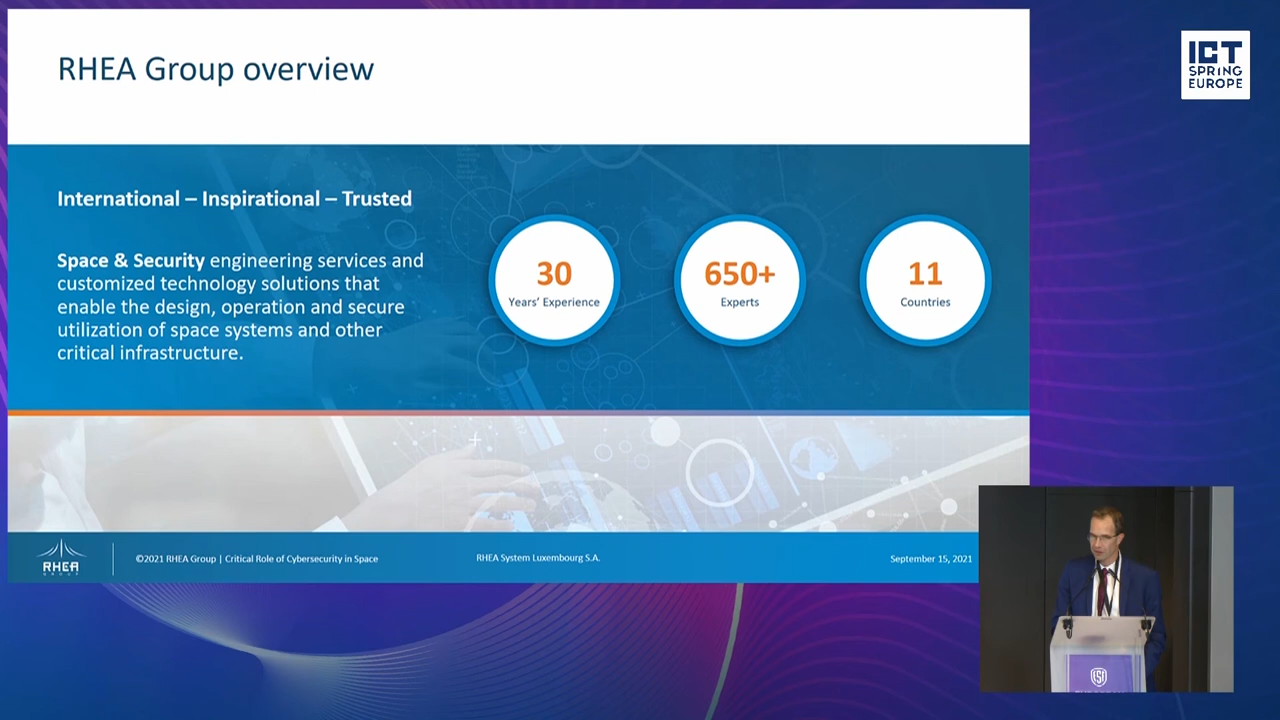 RHEA Group overview
ICT
SPRING
EUROPE
International – Inspirational – Trusted
Space & Security engineering services and
customized technology solutions that
enable the design, operation and secure
utilization of space systems and other
critical infrastructure.
30
Years’ Experience
650+
Experts
11
Countries
RHEA
GROUP
©2021 RHEA Group | Critical Role of Cybersecurity in Space
RHEA System Luxembourg S.A.
September 15, 2021